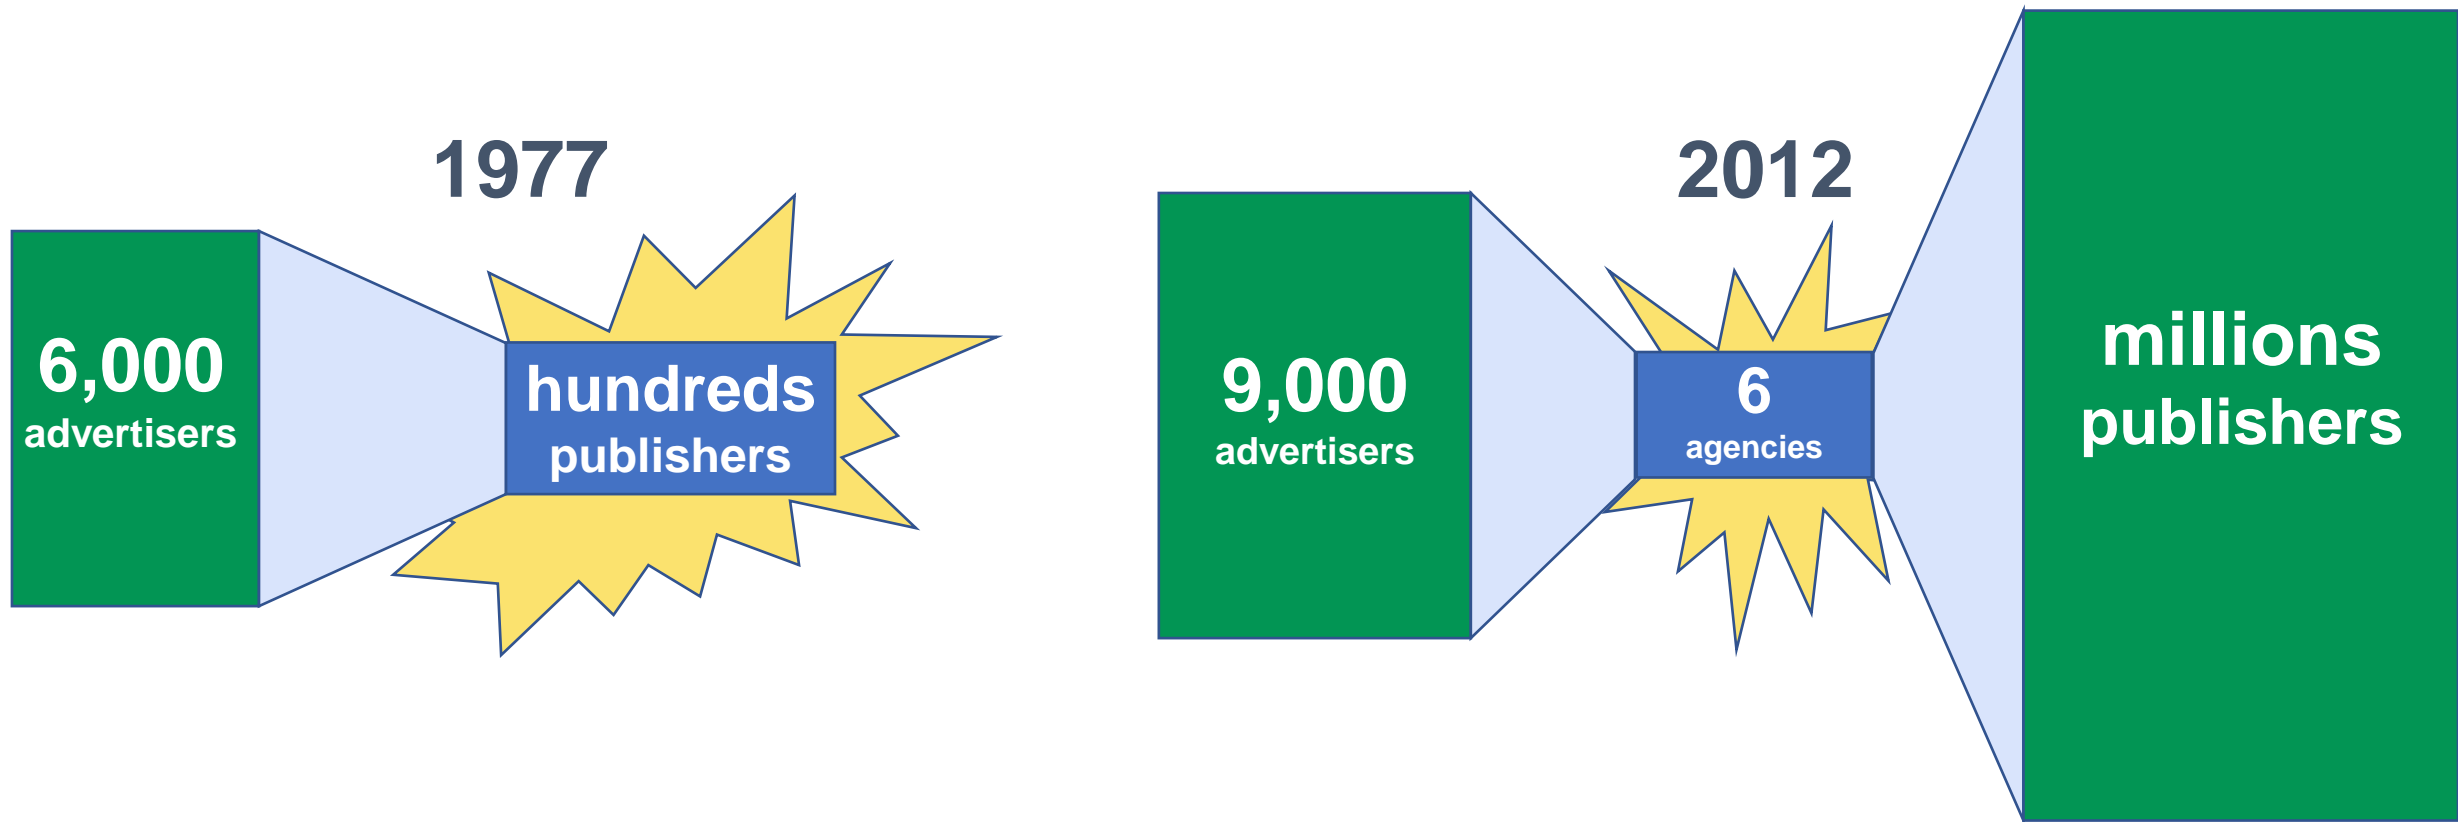 1977
6,000
advertisers
hundreds
publishers
2012
9,000
advertisers
6
agencies
millions
publishers